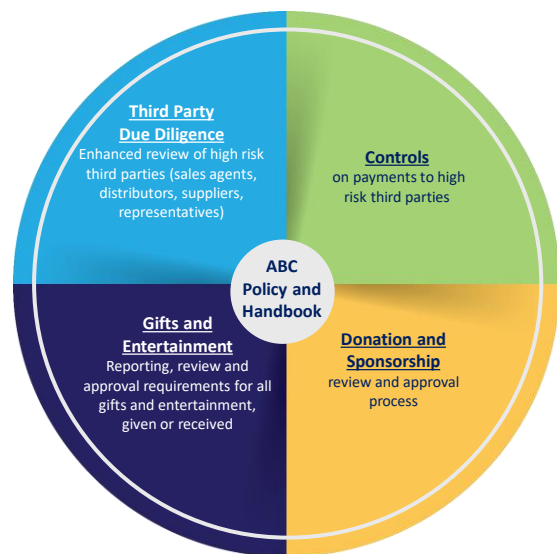 Third Party
Due Diligence
Enhanced review of high risk
third parties (sales agents,
distributors, suppliers,
representatives)
Controls
on payments to high
risk third parties
ABC
Policy and
Handbook
Gifts and
Entertainment
Reporting, review and
approval requirements for all
gifts and entertainment,
given or received
Donation and
Sponsorship
review and approval
process